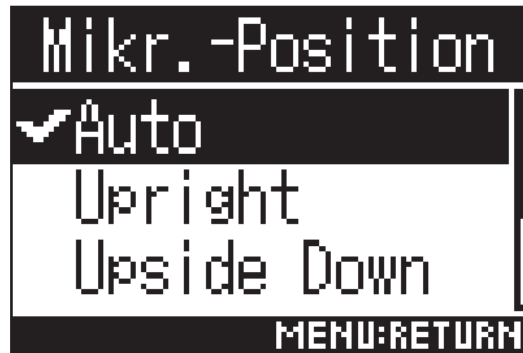 Mikr.-Position
Auto
Upright
Upside Down
MENU:RETURN